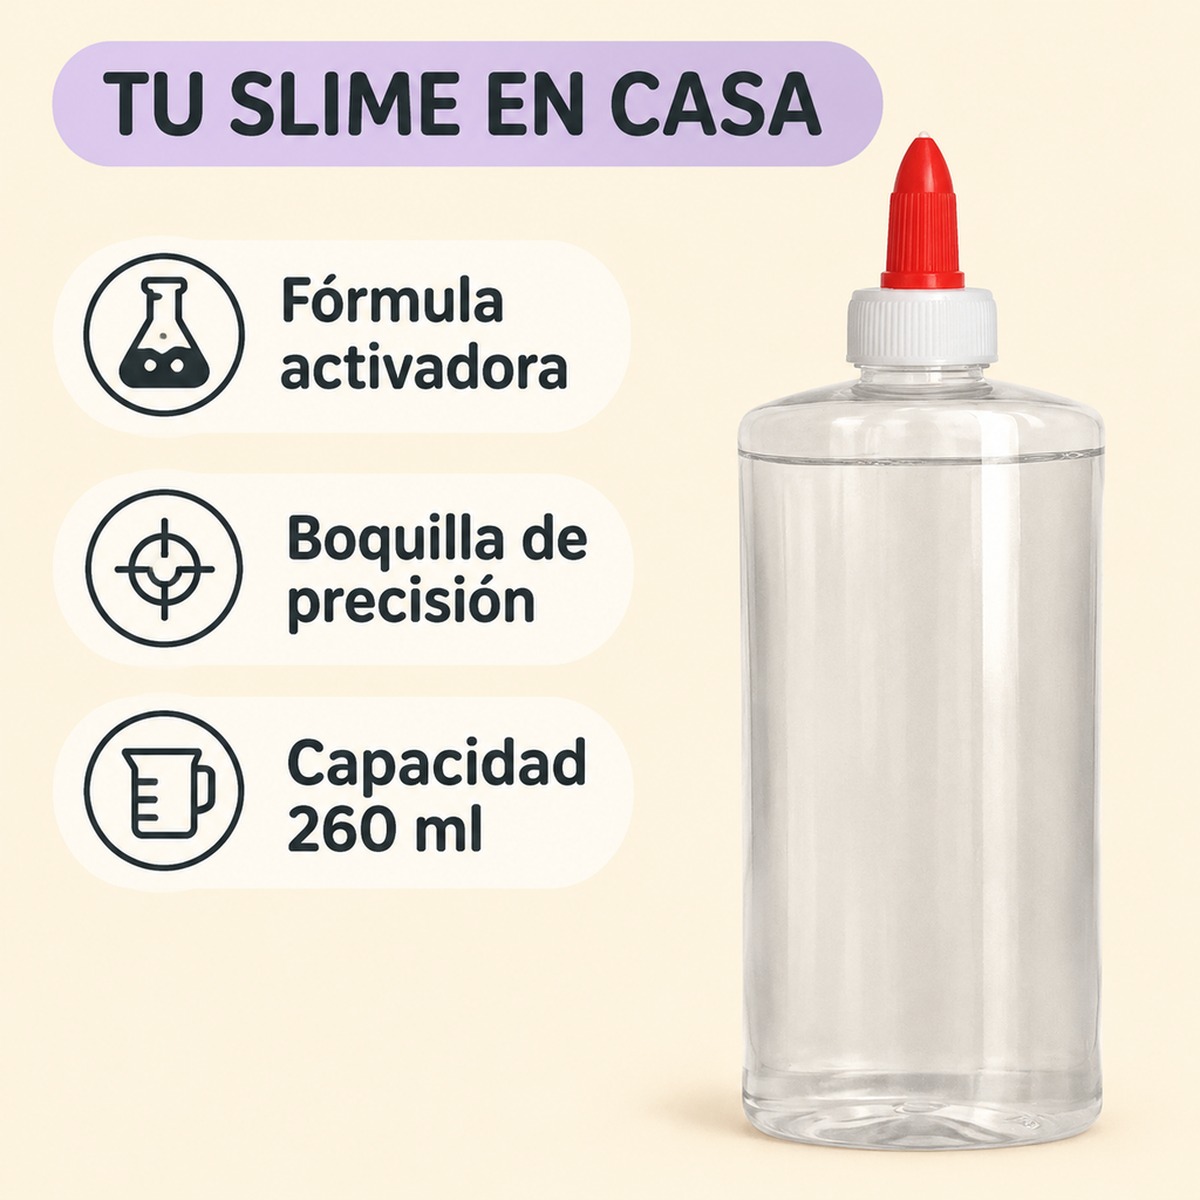 TU SLIME EN CASA
Fórmula
activadora
Boquilla de
precisión
Capacidad
260 ml